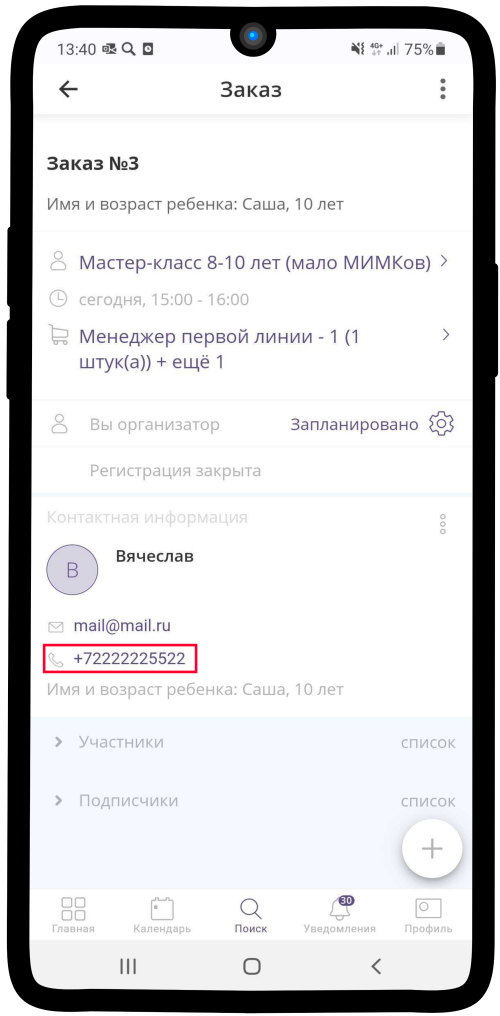 13:40 4G+ 75%
Заказ
Заказ №3
Имя и возраст ребенка: Саша, 10 лет
Мастер-класс 8-10 лет (мало МИМКов)
сегодня, 15:00 - 16:00
Менеджер первой линии - 1 (1
штук(а)) + ещё 1
Вы организатор Запланировано
Регистрация закрыта
Контактная информация
В Вячеслав
mail@mail.ru
+72222225522
Имя и возраст ребенка: Саша, 10 лет
Участники список
Подписчики список
30
Главная Календарь Поиск Уведомления Профиль